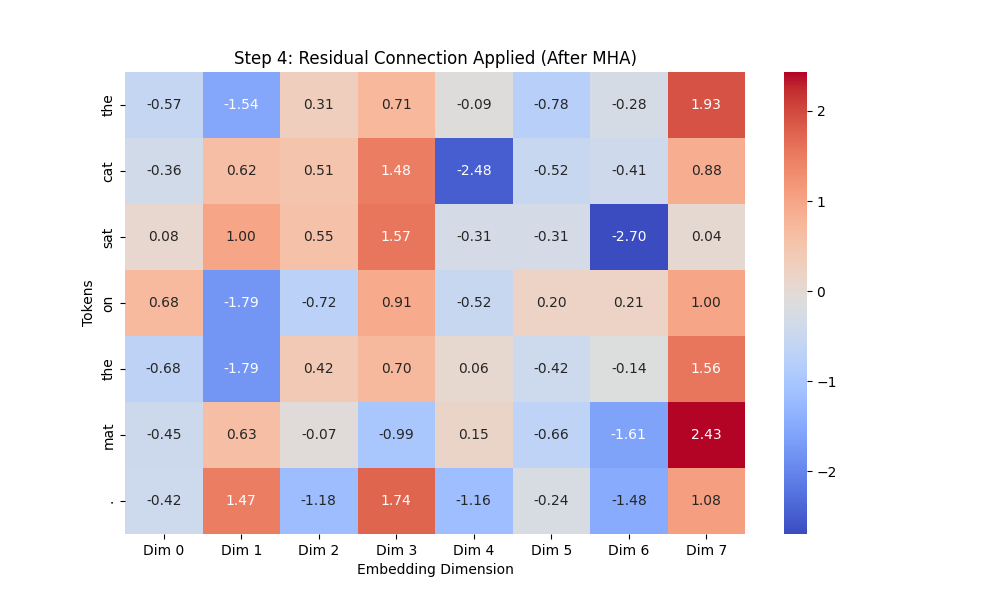 Step 4: Residual Connection Applied (After MHA)
the -0.57 -1.54 0.31 0.71 -0.09 -0.78 -0.28 1.93
cat -0.36 0.62 0.51 1.48 -2.48 -0.52 -0.41 0.88
sat 0.08 1.00 0.55 1.57 -0.31 -0.31 -2.70 0.04
on 0.68 -1.79 -0.72 0.91 -0.52 0.20 0.21 1.00
the -0.68 -1.79 0.42 0.70 0.06 -0.42 -0.14 1.56
mat -0.45 0.63 -0.07 -0.99 0.15 -0.66 -1.61 2.43
. -0.42 1.47 -1.18 1.74 -1.16 -0.24 -1.48 1.08
Dim 0 Dim 1 Dim 2 Dim 3 Dim 4 Dim 5 Dim 6 Dim 7
Embedding Dimension
Tokens
2
1
0
−1
−2